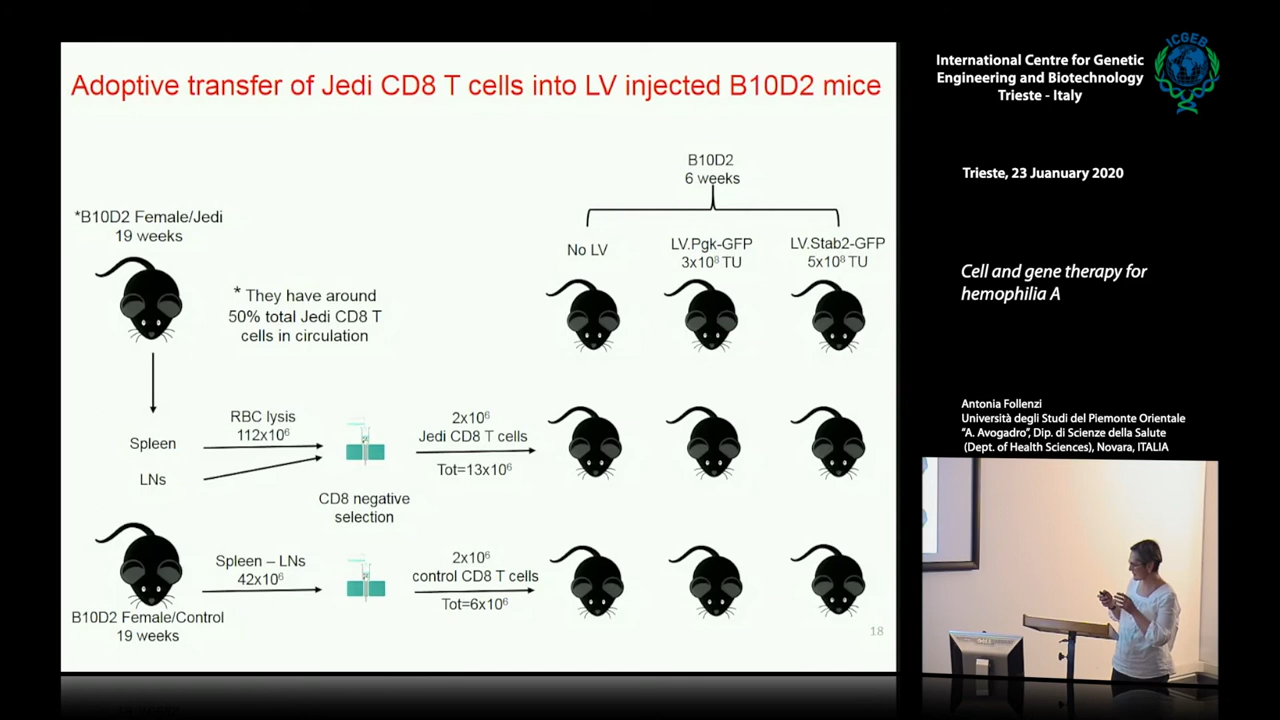 Adoptive transfer of Jedi CD8 T cells into LV injected B10D2 mice
B10D2
6 weeks
*B10D2 Female/Jedi
19 weeks
* They have around
50% total Jedi CD8 T
cells in circulation
No LV
LV.Pgk-GFP
3x10⁸ TU
LV.Stab2-GFP
5x10⁸ TU
Spleen
LNs
RBC lysis
112x10⁶
CD8 negative
selection
2x10⁶
Jedi CD8 T cells
Tot=13x10⁶
Spleen – LNs
42x10⁶
2x10⁶
control CD8 T cells
Tot=6x10⁶
B10D2 Female/Control
19 weeks
18
International Centre for Genetic
Engineering and Biotechnology
Trieste - Italy
ICGEB
Trieste, 23 Juanuary 2020
Cell and gene therapy for
hemophilia A
Antonia Follenzi
Università degli Studi del Piemonte Orientale
“A. Avogadro”, Dip. di Scienze della Salute
(Dept. of Health Sciences), Novara, ITALIA
DELL